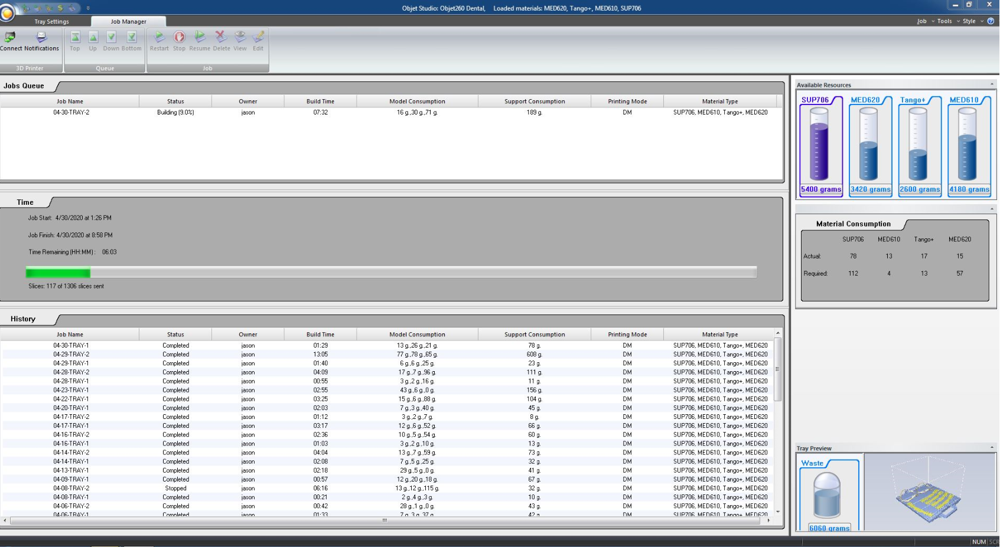 Objet Studio: Objet260 Dental, Loaded materials: MED620, Tango+, MED610, SUP706
Tray Settings Job Manager Job Tools Style
Connect Notifications Top Up Down Bottom Restart Stop Resume Delete View Edit
3D Printer Queue Job
Jobs Queue
Job Name Status Owner Build Time Model Consumption Support Consumption Printing Mode Material Type
04-30-TRAY-2 Building (9.0%) jason 07:32 16 g.,30 g.,71 g. 189 g. DM SUP706, MED610, Tango+, MED620
Time
Job Start: 4/30/2020 at 1:26 PM
Job Finish: 4/30/2020 at 8:58 PM
Time Remaining (HH:MM) : 06:03
Slices: 117 of 1306 slices sent
History
Job Name Status Owner Build Time Model Consumption Support Consumption Printing Mode Material Type
04-30-TRAY-1 Completed jason 01:29 13 g.,26 g.,21 g. 78 g. DM SUP706, MED610, Tango+, MED620
04-29-TRAY-2 Completed jason 13:05 77 g.,78 g.,65 g. 608 g. DM SUP706, MED610, Tango+, MED620
04-29-TRAY-1 Completed jason 01:40 6 g.,6 g.,25 g. 23 g. DM SUP706, MED610, Tango+, MED620
04-28-TRAY-2 Completed jason 04:09 17 g.,7 g.,96 g. 111 g. DM SUP706, MED610, Tango+, MED620
04-28-TRAY-1 Completed jason 00:55 3 g.,2 g.,16 g. 11 g. DM SUP706, MED610, Tango+, MED620
04-23-TRAY-1 Completed jason 02:55 43 g.,6 g.,0 g. 156 g. DM SUP706, MED610, Tango+, MED620
04-22-TRAY-1 Completed jason 03:25 15 g.,6 g.,88 g. 104 g. DM SUP706, MED610, Tango+, MED620
04-20-TRAY-1 Completed jason 02:03 7 g.,3 g.,40 g. 45 g. DM SUP706, MED610, Tango+, MED620
04-17-TRAY-2 Completed jason 01:12 3 g.,2 g.,7 g. 8 g. DM SUP706, MED610, Tango+, MED620
04-17-TRAY-1 Completed jason 03:17 12 g.,6 g.,52 g. 66 g. DM SUP706, MED610, Tango+, MED620
04-16-TRAY-2 Completed jason 02:36 10 g.,5 g.,54 g. 60 g. DM SUP706, MED610, Tango+, MED620
04-16-TRAY-1 Completed jason 01:03 3 g.,2 g.,10 g. 13 g. DM SUP706, MED610, Tango+, MED620
04-14-TRAY-2 Completed jason 04:04 13 g.,7 g.,59 g. 73 g. DM SUP706, MED610, Tango+, MED620
04-14-TRAY-1 Completed jason 02:08 7 g.,5 g.,25 g. 32 g. DM SUP706, MED610, Tango+, MED620
04-13-TRAY-1 Completed jason 02:18 29 g.,5 g.,0 g. 41 g. DM SUP706, MED610, Tango+, MED620
04-09-TRAY-1 Completed jason 00:57 12 g.,20 g.,18 g. 67 g. DM SUP706, MED610, Tango+, MED620
04-08-TRAY-2 Stopped jason 06:16 13 g.,12 g.,115 g. 32 g. DM SUP706, MED610, Tango+, MED620
04-08-TRAY-1 Completed jason 00:21 2 g.,4 g.,3 g. 10 g. DM SUP706, MED610, Tango+, MED620
04-06-TRAY-2 Completed jason 00:42 28 g.,1 g.,0 g. 43 g. DM SUP706, MED610, Tango+, MED620
04-06-TRAY-1 Completed jason 01:33 7 g.,3 g.,37 g. 42 g. DM SUP706, MED610, Tango+, MED620
Available Resources
SUP706 MED620 Tango+ MED610
5400 grams 3420 grams 2600 grams 4180 grams
Material Consumption
SUP706 MED610 Tango+ MED620
Actual: 78 13 17 15
Required: 112 4 13 57
Tray Preview
Waste
6060 grams
NUM SCR